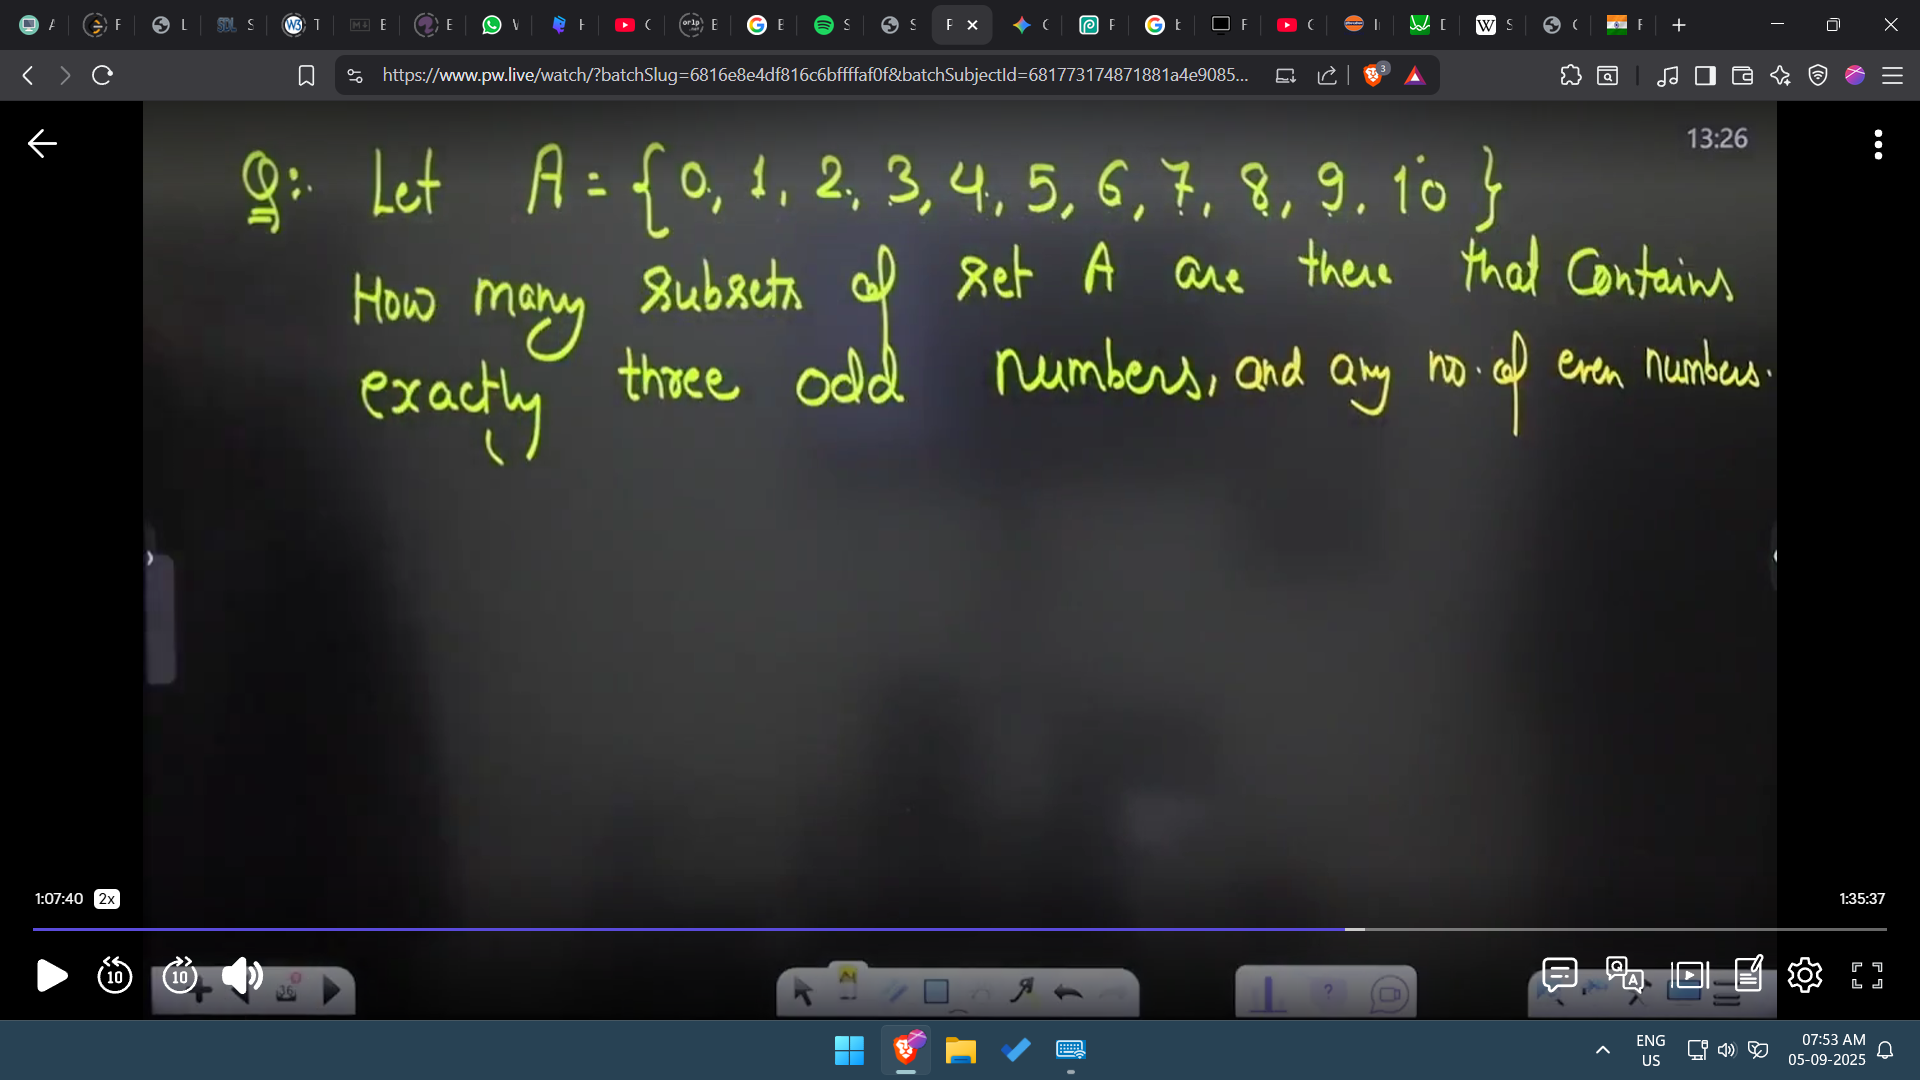 https://www.pw.live/watch/?batchSlug=6816e8e4df816c6bffffaf0f&batchSubjectId=681773174871881a4e9085...
3
13:26
Q:. Let A = { 0, 1, 2, 3, 4, 5, 6, 7, 8, 9, 10 }
How many subsets of set A are there that Contains
exactly three odd numbers, and any no. of even numbers.
1:07:40 2x
1:35:37
10 10 36
ENG
US
07:53 AM
05-09-2025